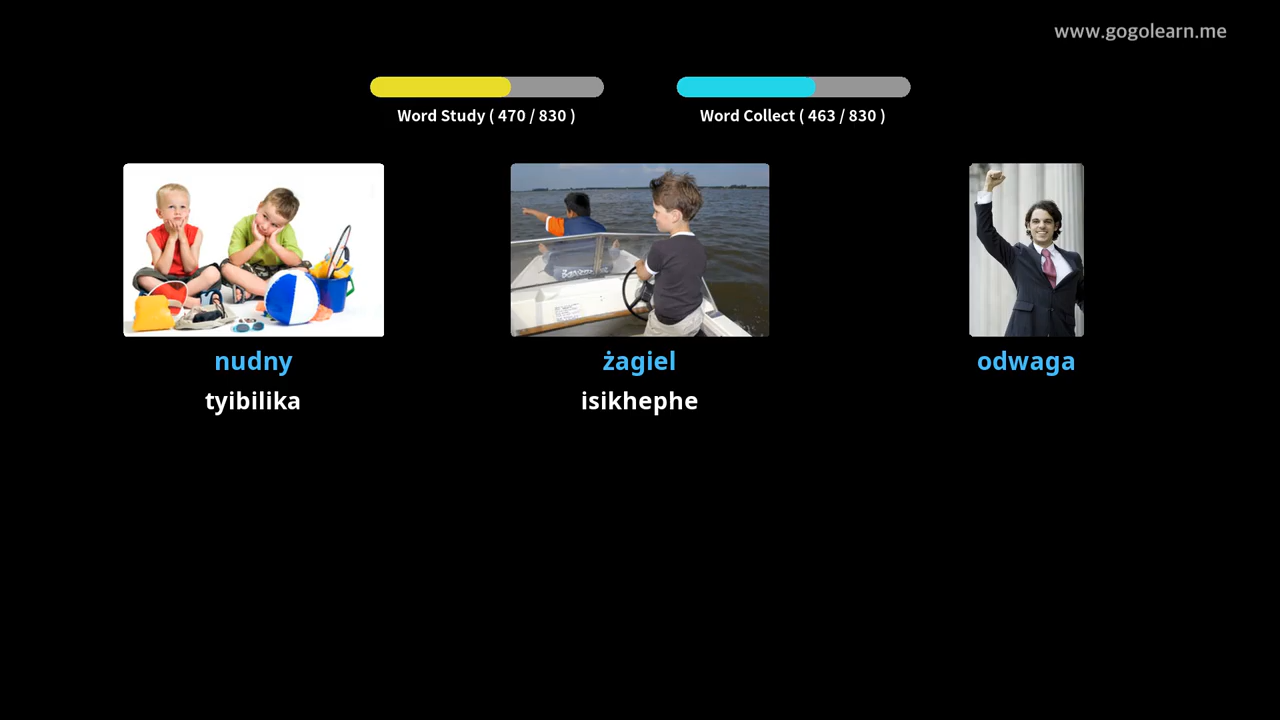 www.gogolearn.me
Word Study ( 470 / 830 )
Word Collect ( 463 / 830 )
nudny
żagiel
odwaga
tyibilika
isikhephe